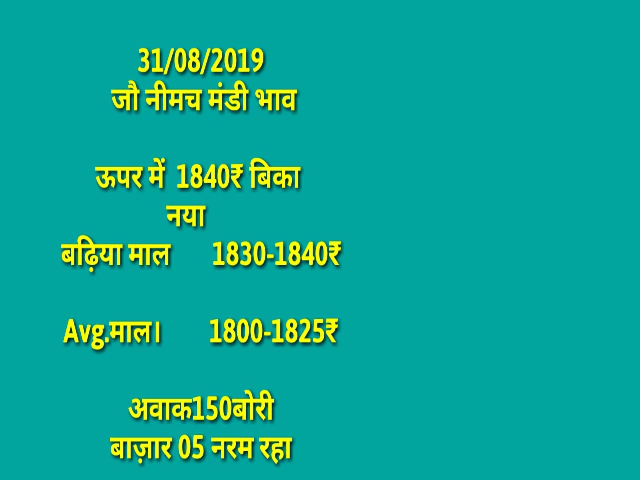 31/08/2019
जौ नीमच मंडी भाव
ऊपर में 1840₹ बिका
नया
बढ़िया माल 1830-1840₹
Avg.माल। 1800-1825₹
अवाक150बोरी
बाज़ार 05 नरम रहा